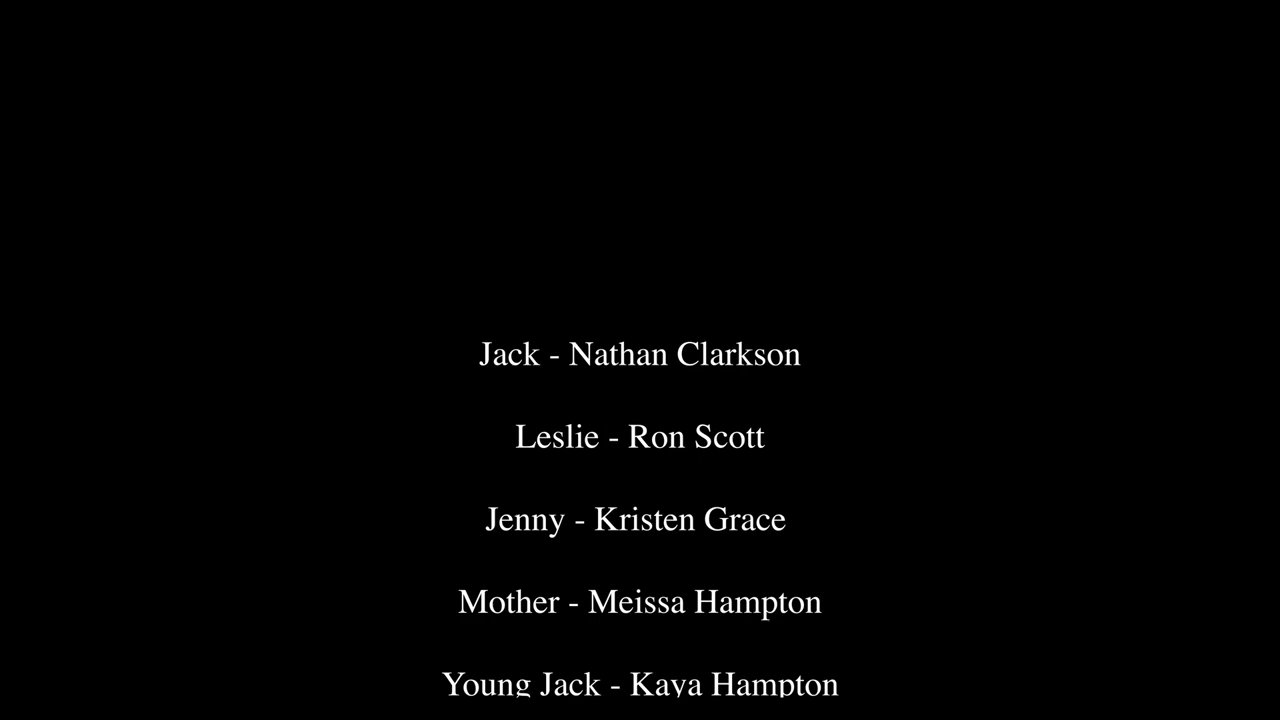 Jack - Nathan Clarkson
Leslie - Ron Scott
Jenny - Kristen Grace
Mother - Meissa Hampton
Young Jack - Kaya Hampton